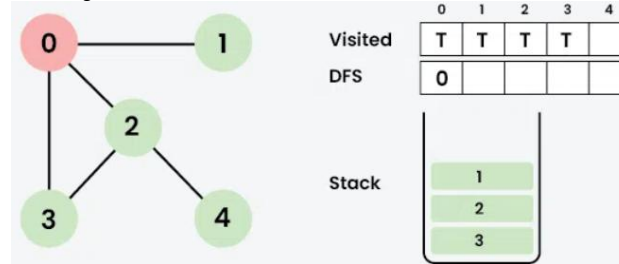 0 1 2 3 4
0 1 Visited T T T T
DFS 0
2
Stack 1
2
3 4 3